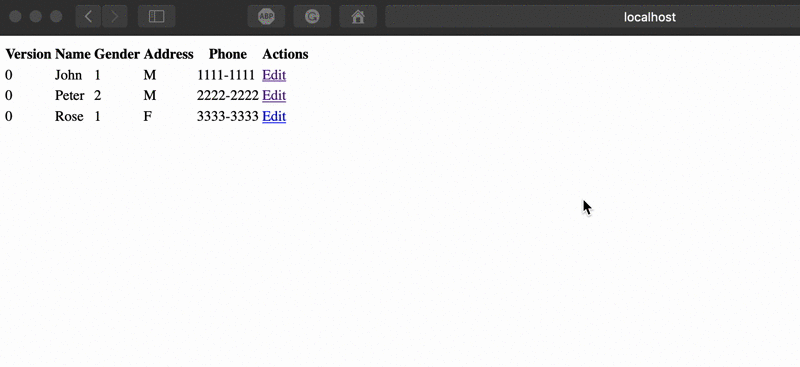 ABP
localhost
Version Name Gender Address Phone Actions
0 John 1 M 1111-1111 Edit
0 Peter 2 M 2222-2222 Edit
0 Rose 1 F 3333-3333 Edit